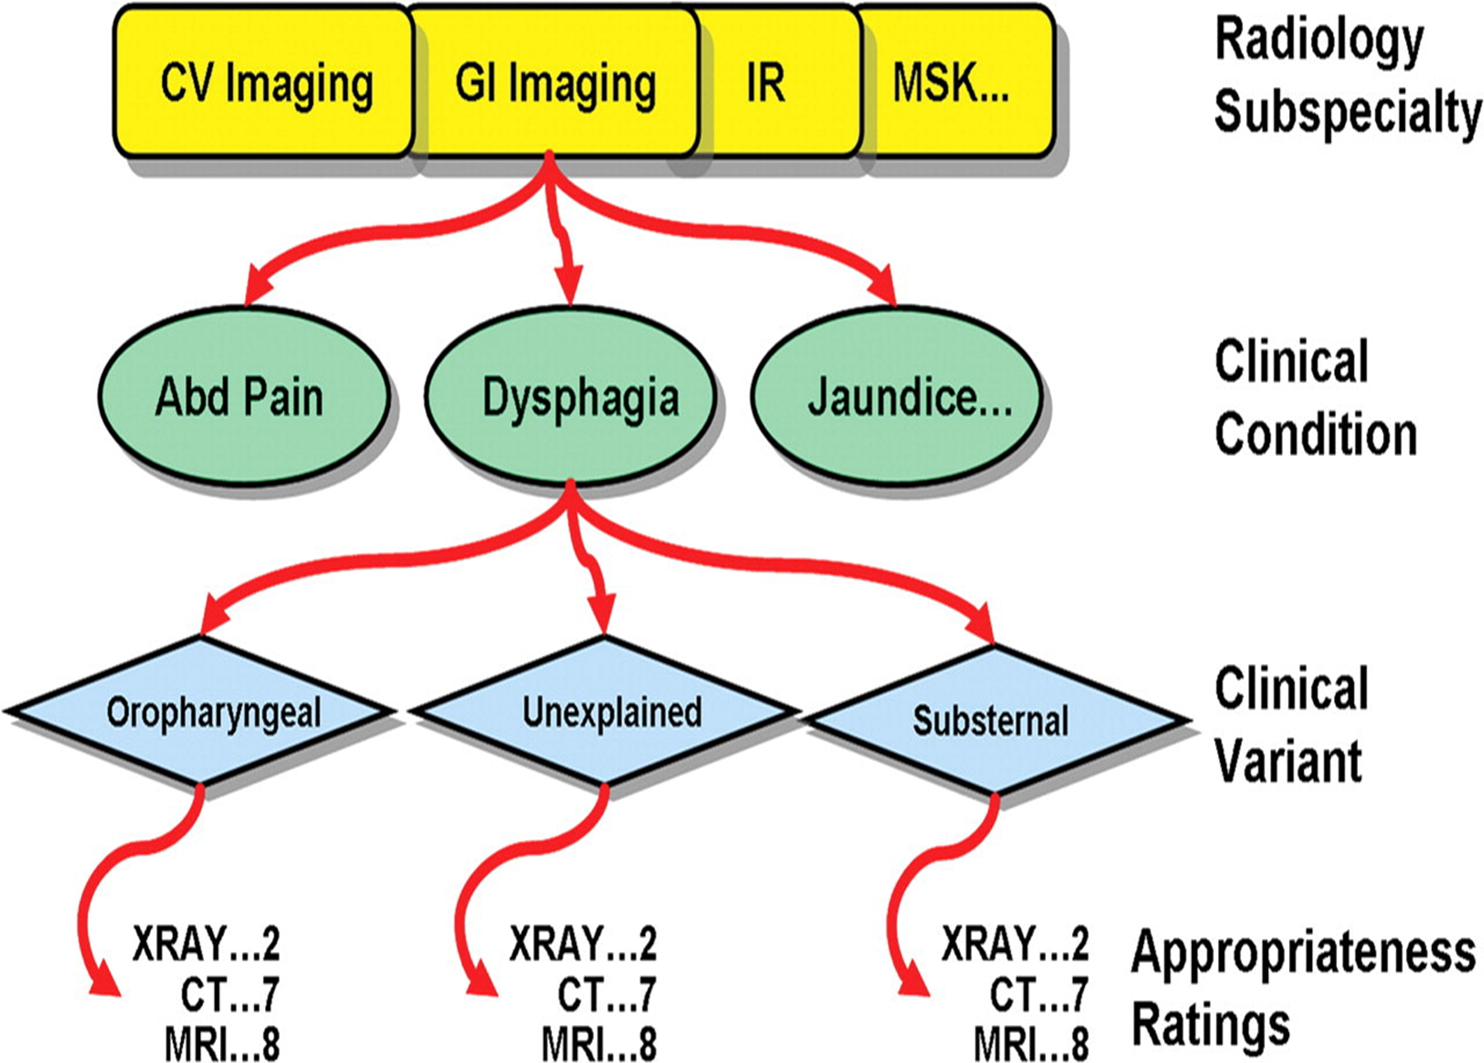 CV Imaging GI Imaging IR MSK...
Radiology
Subspecialty
Abd Pain Dysphagia Jaundice...
Clinical
Condition
Oropharyngeal Unexplained Substernal
Clinical
Variant
XRAY...2 XRAY...2 XRAY...2
CT...7 CT...7 CT...7
MRI...8 MRI...8 MRI...8
Appropriateness
Ratings